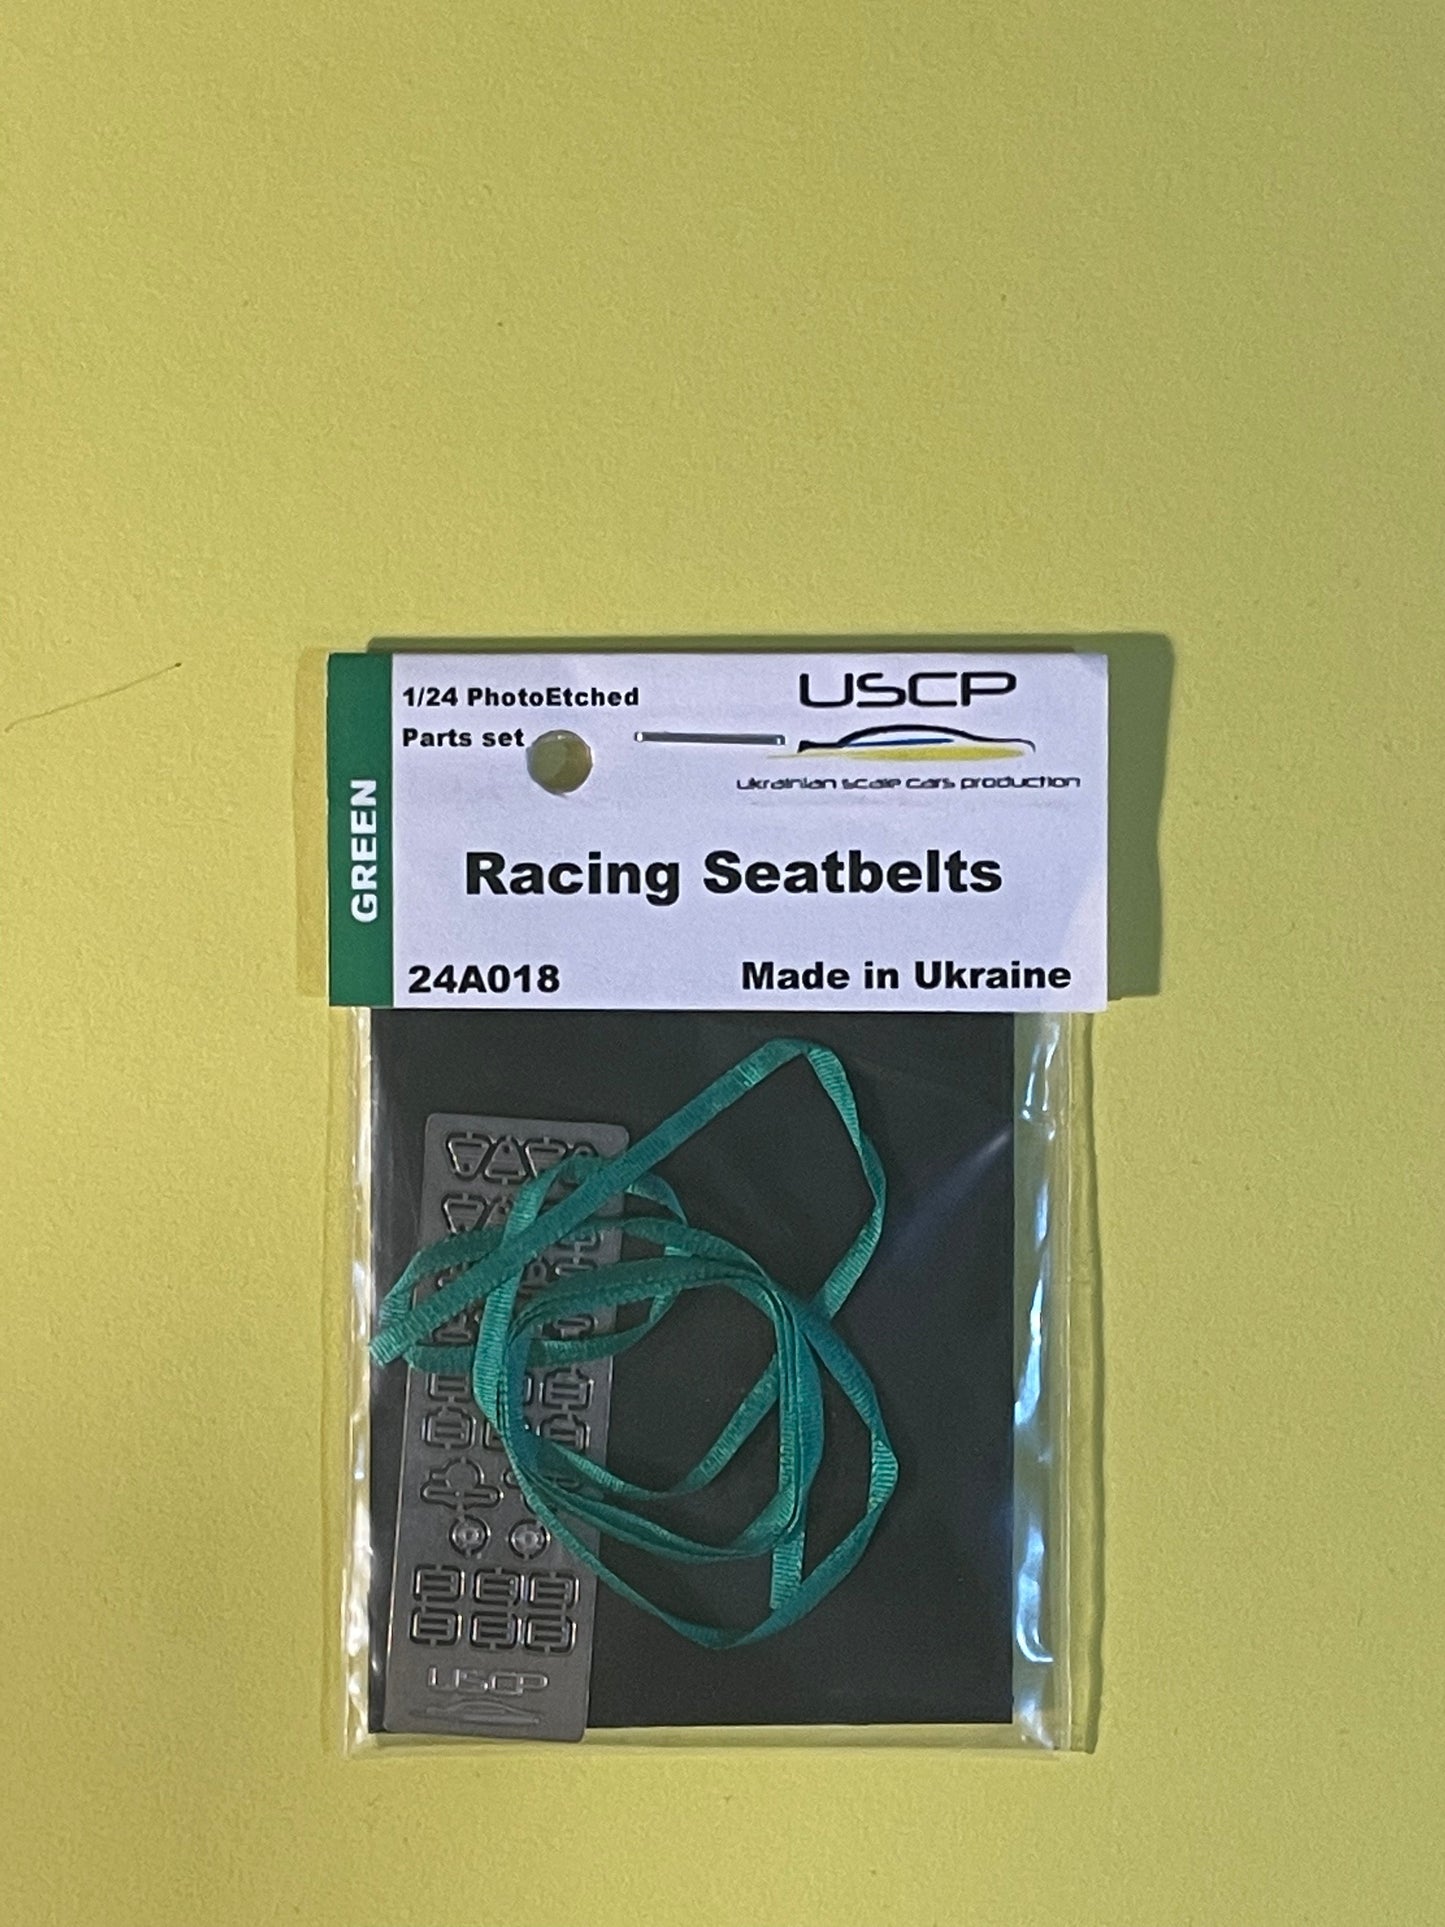 1/24 PhotoEtched
Parts set
USCP
ukrainian scale cars production
GREEN
Racing Seatbelts
24A018
Made in Ukraine
USCP